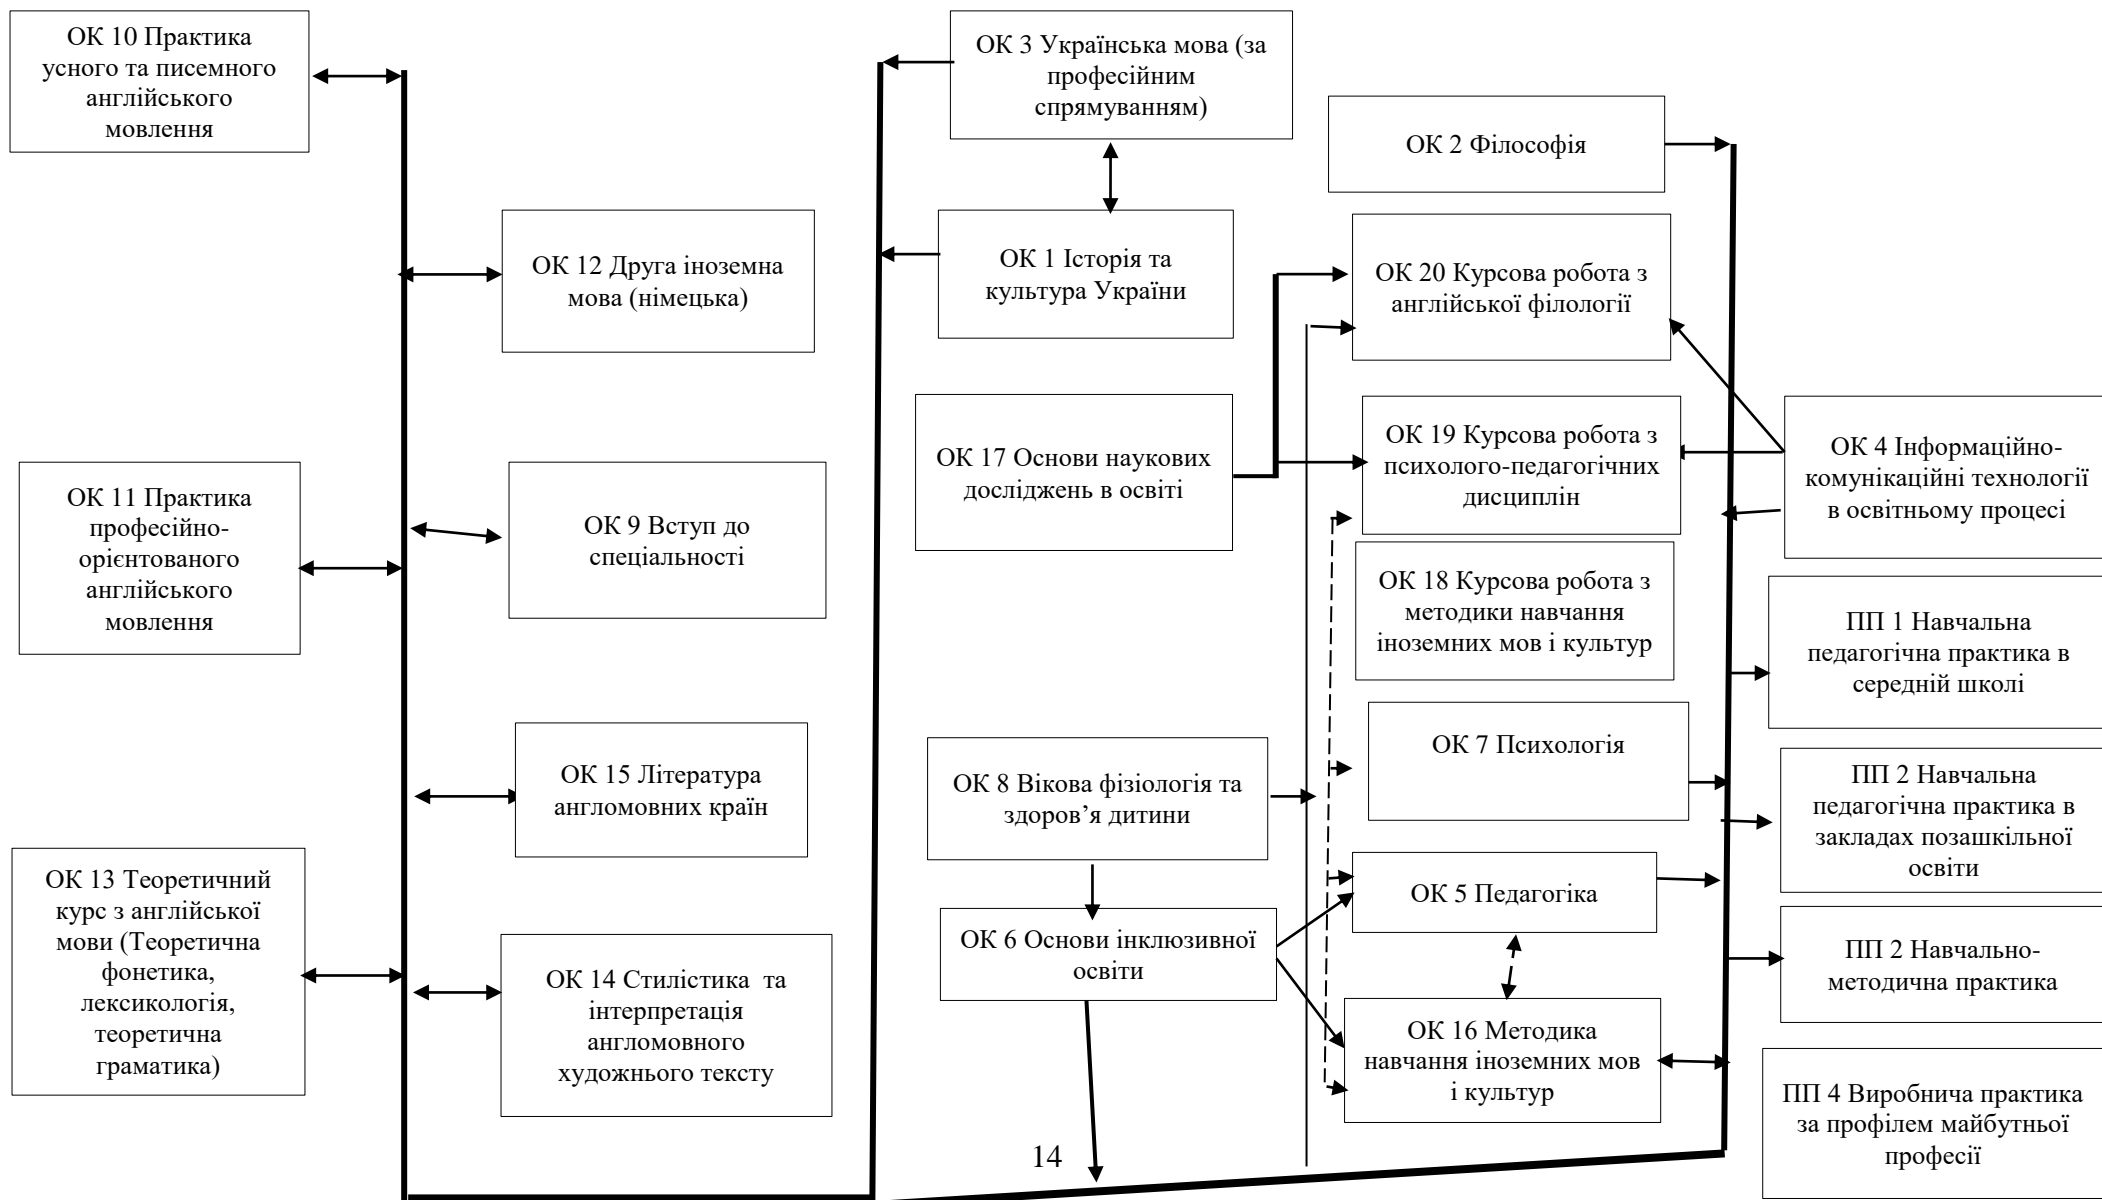 ОК 10 Практика
усного та писемного
англійського
мовлення
ОК 3 Українська мова (за
професійним
спрямуванням)
ОК 2 Філософія
ОК 12 Друга іноземна
мова (німецька)
ОК 1 Історія та
культура України
ОК 20 Курсова робота з
англійської філології
ОК 11 Практика
професійно-
орієнтованого
англійського
мовлення
ОК 9 Вступ до
спеціальності
ОК 17 Основи наукових
досліджень в освіті
ОК 19 Курсова робота з
психолого-педагогічних
дисциплін
ОК 4 Інформаційно-
комунікаційні технології
в освітньому процесі
ОК 18 Курсова робота з
методики навчання
іноземних мов і культур
ПП 1 Навчальна
педагогічна практика в
середній школі
ОК 15 Література
англомовних країн
ОК 8 Вікова фізіологія та
здоров’я дитини
ОК 7 Психологія
ПП 2 Навчальна
педагогічна практика в
закладах позашкільної
освіти
ОК 13 Теоретичний
курс з англійської
мови (Теоретична
фонетика,
лексикологія,
теоретична
граматика)
ОК 14 Стилістика та
інтерпретація
англомовного
художнього тексту
ОК 6 Основи інклюзивної
освіти
ОК 5 Педагогіка
ПП 2 Навчально-
методична практика
ОК 16 Методика
навчання іноземних мов
і культур
ПП 4 Виробнича практика
за профілем майбутньої
професії
14